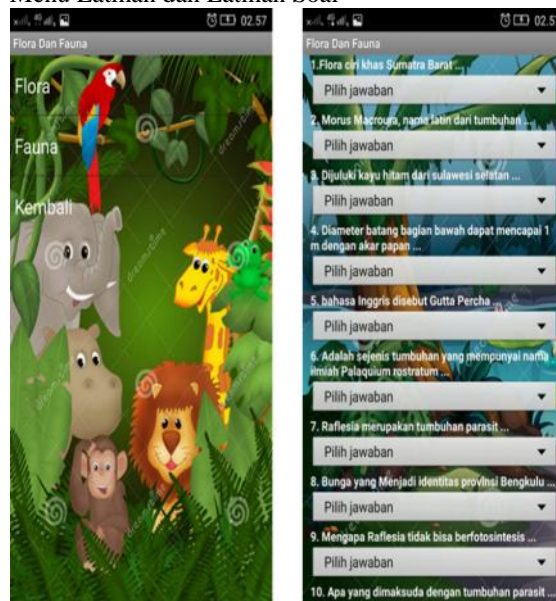 Menu Latihan dan Latihan Soal
02.57
Flora Dan Fauna
Flora
Fauna
Kembali
dreamstime
02.5
Flora Dan Fauna
1.Flora ciri khas Sumatra Barat ...
Pilih jawaban
2. Morus Macroura, nama latin dari tumbuhan ...
Pilih jawaban
3. Dijuluki kayu hitam dari sulawesi selatan ...
Pilih jawaban
4. Diameter batang bagian bawah dapat mencapai 1
m dengan akar papan ...
Pilih jawaban
5. bahasa Inggris disebut Gutta Percha ...
Pilih jawaban
6. Adalah sejenis tumbuhan yang mempunyai nama
ilmiah Palaquium rostratum ...
Pilih jawaban
7. Raflesia merupakan tumbuhan parasit ...
Pilih jawaban
8. Bunga yang Menjadi identitas provinsi Bengkulu ...
Pilih jawaban
9. Mengapa Raflesia tidak bisa berfotosintesis ...
Pilih jawaban
10. Apa yang dimaksuda dengan tumbuhan parasit ...